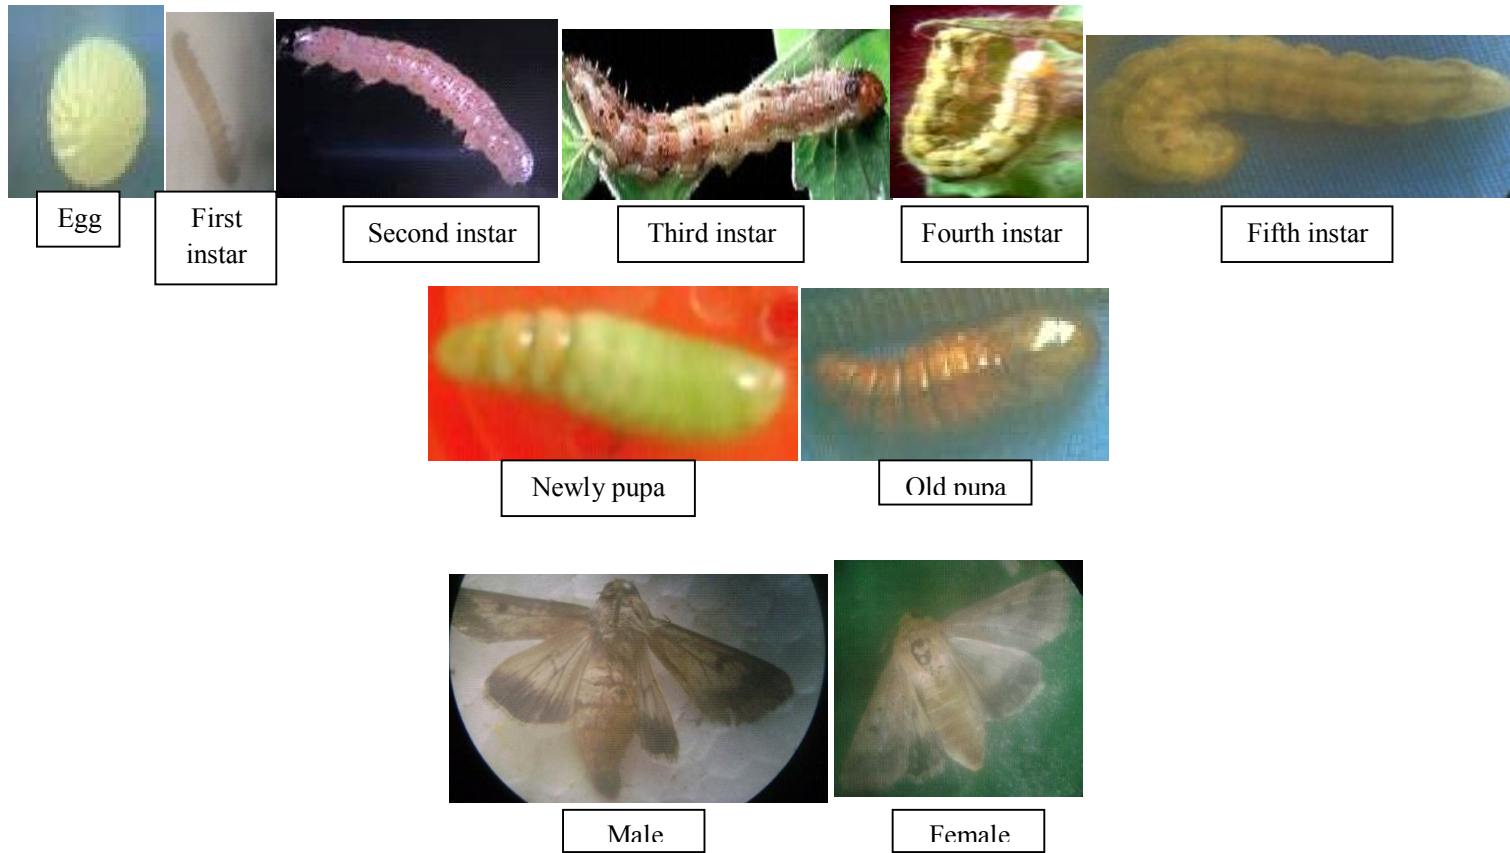 Egg
First
instar
Second instar
Third instar
Fourth instar
Fifth instar
Newly pupa
Old pupa
Male
Female